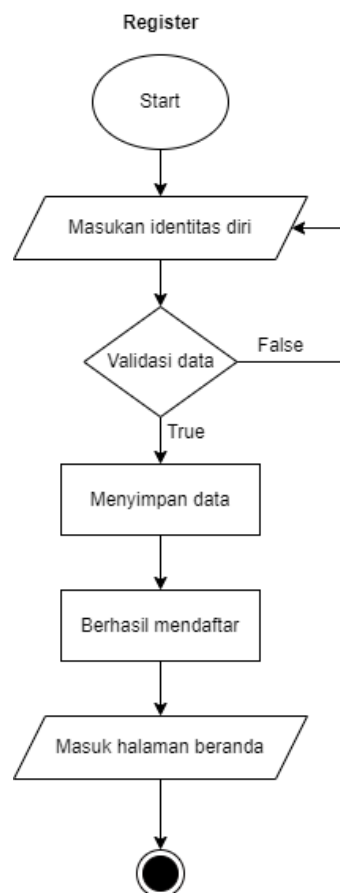 Register
Start
Masukan identitas diri
Validasi data
False
True
Menyimpan data
Berhasil mendaftar
Masuk halaman beranda